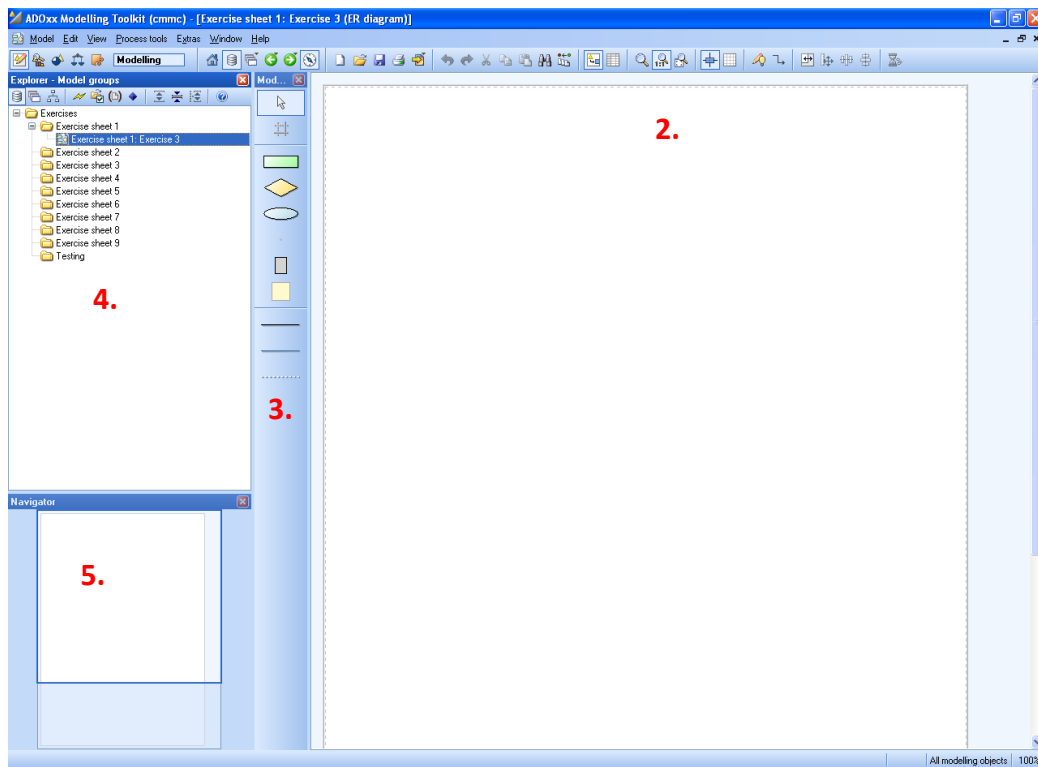 ADOxx Modelling Toolkit (cmmc) - [Exercise sheet 1: Exercise 3 (ER diagram)]
Model Edit View Process tools Extras Window Help
Modelling
Explorer - Model groups
Mod...
Exercises
Exercise sheet 1
Exercise sheet 1: Exercise 3
Exercise sheet 2
Exercise sheet 3
Exercise sheet 4
Exercise sheet 5
Exercise sheet 6
Exercise sheet 7
Exercise sheet 8
Exercise sheet 9
Testing
2.
4.
3.
Navigator
5.
All modelling objects 100%